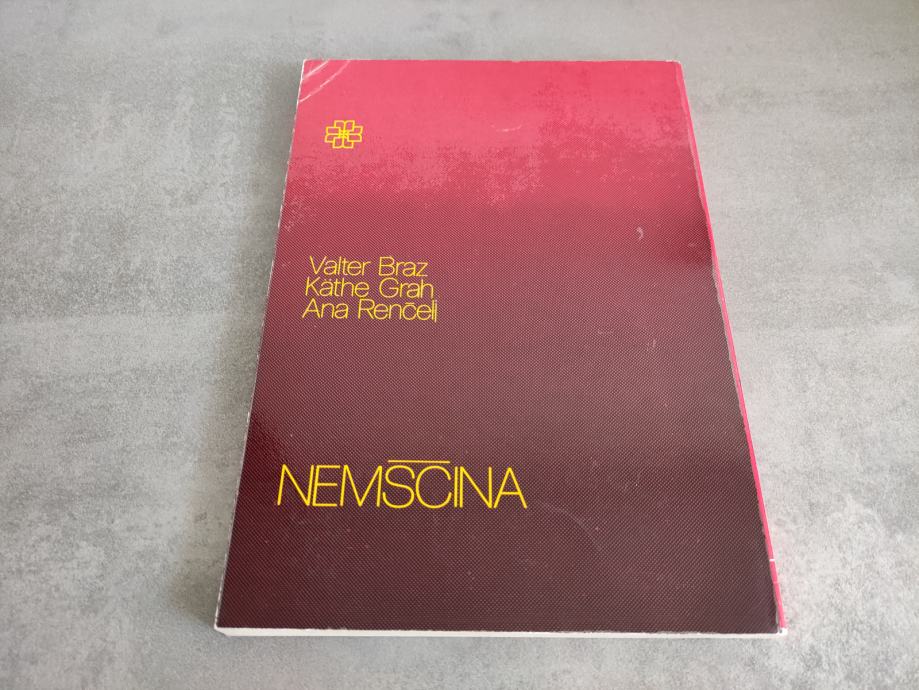 Valter Braz
Käthe Grah
Ana Renčelj
NEMŠČINA